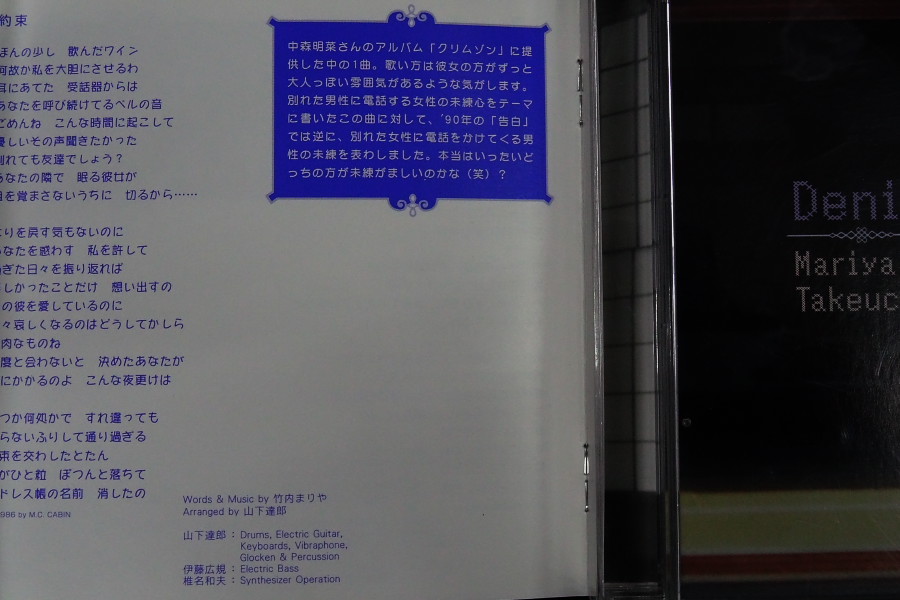 約束
ほんの少し 飲んだワイン
何故か私を大胆にさせるわ
耳にあてた 受話器からは
あなたを呼び続けてるベルの音
ごめんね こんな時間に起こして
優しいその声聞きたかった
別れても友達でしょう?
あなたの隣で 眠る彼女が
目を覚まさないうちに 切るから……
りを戻す気もないのに
なたを惑わす 私を許して
ぎた日々を振り返れば
しかったことだけ 想い出すの
の彼を愛しているのに
々哀しくなるのはどうしてかしら
肉なものね
度と会わないと 決めたあなたが
にかかるのよ こんな夜更けは
つか何処かで すれ違っても
らないふりして通り過ぎる
束を交わしたとたん
がひと粒 ぽつんと落ちて
ドレス帳の名前 消したの
986 by M.C. CABIN
中森明菜さんのアルバム「クリムゾン」に提
供した中の1曲。歌い方は彼女の方がずっと
大人っぽい雰囲気があるような気がします。
別れた男性に電話する女性の未練心をテーマ
に書いたこの曲に対して、'90年の「告白」
では逆に、別れた女性に電話をかけてくる男
性の未練を表わしました。本当はいったいど
っちの方が未練がましいのかな(笑)?
Words & Music by 竹内まりや
Arranged by 山下達郎
山下達郎:Drums, Electric Guitar,
Keyboards, Vibraphone,
Glocken & Percussion
伊藤広規:Electric Bass
椎名和夫:Synthesizer Operation
Deni
Mariya
Takeuc